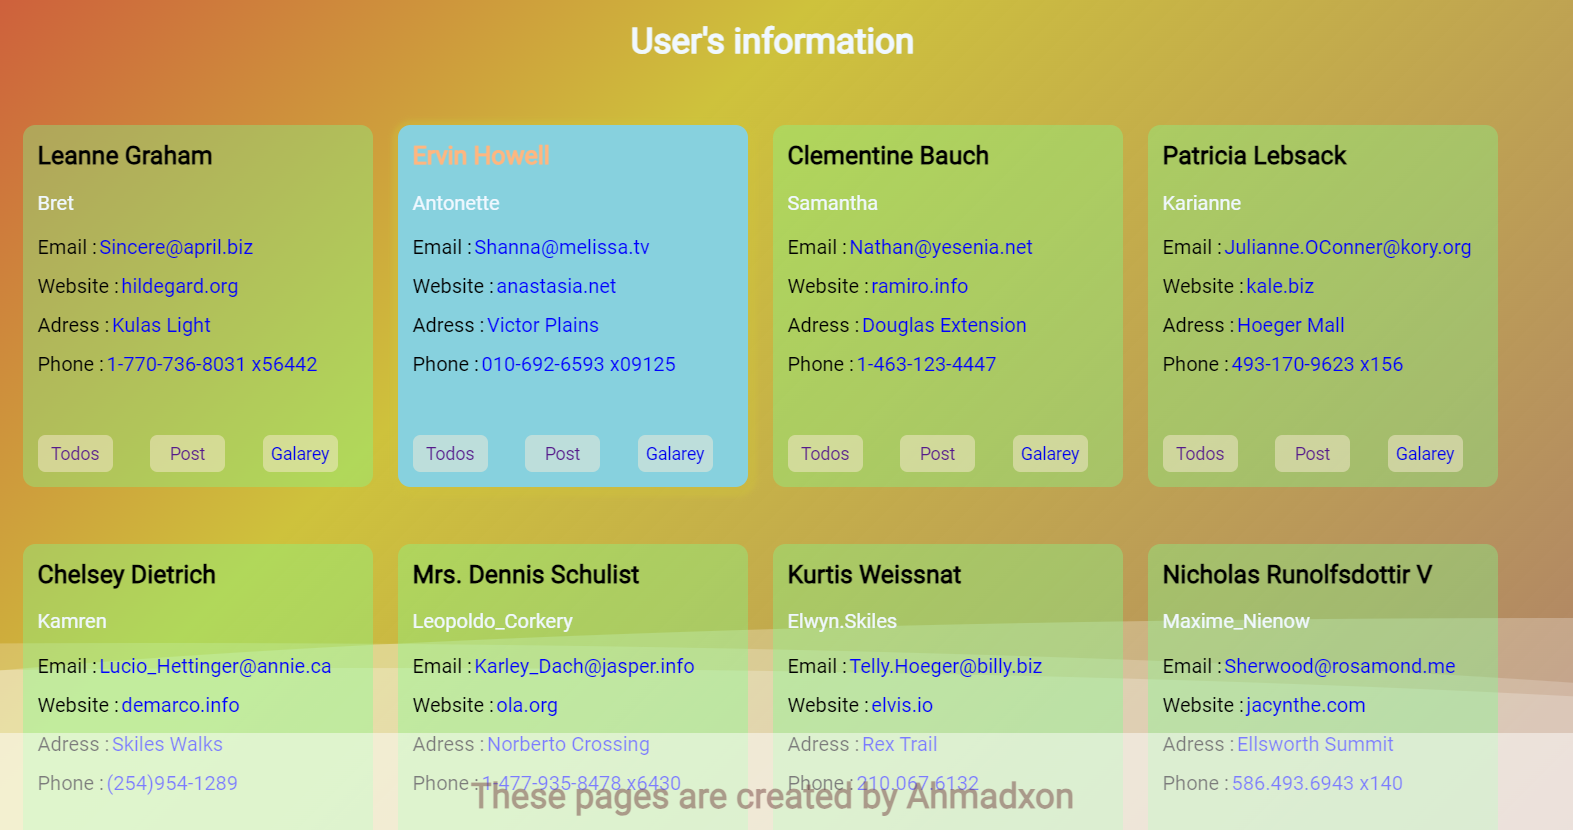 User's information
Leanne Graham
Bret
Email : Sincere@april.biz
Website : hildegard.org
Adress : Kulas Light
Phone : 1-770-736-8031 x56442
Todos Post Galarey
Ervin Howell
Antonette
Email : Shanna@melissa.tv
Website : anastasia.net
Adress : Victor Plains
Phone : 010-692-6593 x09125
Todos Post Galarey
Clementine Bauch
Samantha
Email : Nathan@yesenia.net
Website : ramiro.info
Adress : Douglas Extension
Phone : 1-463-123-4447
Todos Post Galarey
Patricia Lebsack
Karianne
Email : Julianne.OConner@kory.org
Website : kale.biz
Adress : Hoeger Mall
Phone : 493-170-9623 x156
Todos Post Galarey
Chelsey Dietrich
Kamren
Email : Lucio_Hettinger@annie.ca
Website : demarco.info
Adress : Skiles Walks
Phone : (254)954-1289
Mrs. Dennis Schulist
Leopoldo_Corkery
Email : Karley_Dach@jasper.info
Website : ola.org
Adress : Norberto Crossing
Phone : 1-477-935-8478 x6430
Kurtis Weissnat
Elwyn.Skiles
Email : Telly.Hoeger@billy.biz
Website : elvis.io
Adress : Rex Trail
Phone : 210.067.6132
Nicholas Runolfsdottir V
Maxime_Nienow
Email : Sherwood@rosamond.me
Website : jacynthe.com
Adress : Ellsworth Summit
Phone : 586.493.6943 x140
These pages are created by Ahmadxon